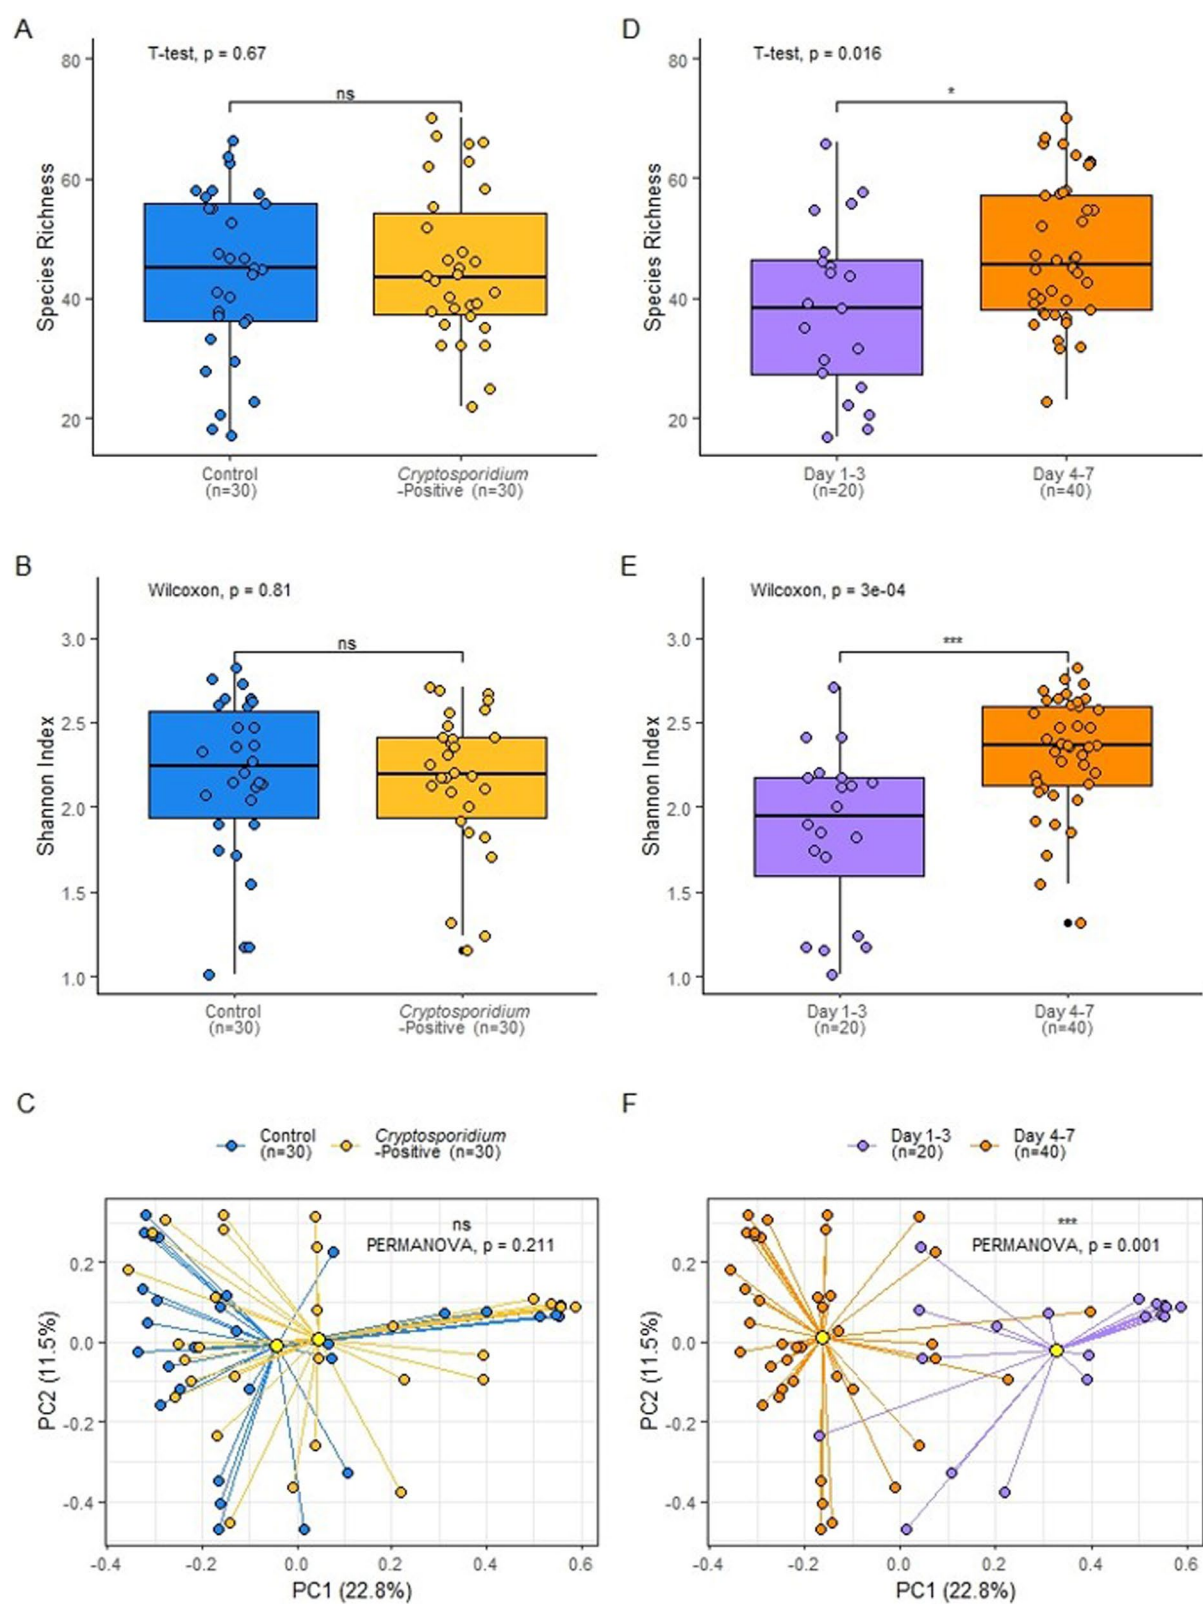 A
T-test, p = 0.67
ns
80
60
40
20
Species Richness
Control
(n=30)
Cryptosporidium
-Positive (n=30)
D
T-test, p = 0.016
*
80
60
40
20
Species Richness
Day 1-3
(n=20)
Day 4-7
(n=40)
B
Wilcoxon, p = 0.81
ns
3.0
2.5
2.0
1.5
1.0
Shannon Index
Control
(n=30)
Cryptosporidium
-Positive (n=30)
E
Wilcoxon, p = 3e-04
***
3.0
2.5
2.0
1.5
1.0
Shannon Index
Day 1-3
(n=20)
Day 4-7
(n=40)
C
Control
(n=30)
Cryptosporidium
-Positive (n=30)
ns
PERMANOVA, p = 0.211
0.2
0.0
-0.2
-0.4
PC2 (11.5%)
-0.4 -0.2 0.0 0.2 0.4 0.6
PC1 (22.8%)
F
Day 1-3
(n=20)
Day 4-7
(n=40)
***
PERMANOVA, p = 0.001
0.2
0.0
-0.2
-0.4
PC2 (11.5%)
-0.4 -0.2 0.0 0.2 0.4 0.6
PC1 (22.8%)